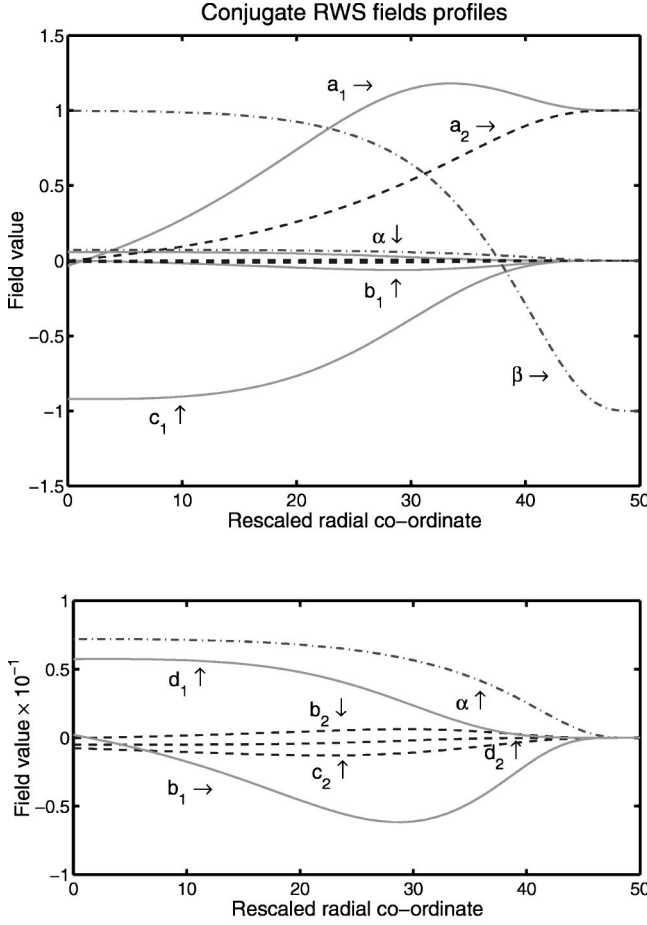 Conjugate RWS fields profiles
1.5
1
0.5
0
−0.5
−1
−1.5
Field value
a1 →
a2 →
α ↓
b1 ↑
β →
c1 ↑
0 10 20 30 40 50
Rescaled radial co−ordinate
1
0.5
0
−0.5
−1
Field value × 10−1
d1 ↑
b2 ↓
α ↑
c2 ↑
d2 ↑
b1 →
0 10 20 30 40 50
Rescaled radial co−ordinate